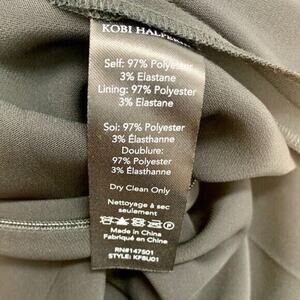 KOBI
Self: 97% Polyester
3% Elastane
Lining: 97% Polyester
3% Elastane
Soi: 97% Polyester
3% Élasthanne
Doublure:
97% Polyester
3% Élasthanne
Dry Clean Only
Nettoyage à sec
seulement
Made in China
Fabriqué en Chine
RN#147501
STYLE: KF8U01